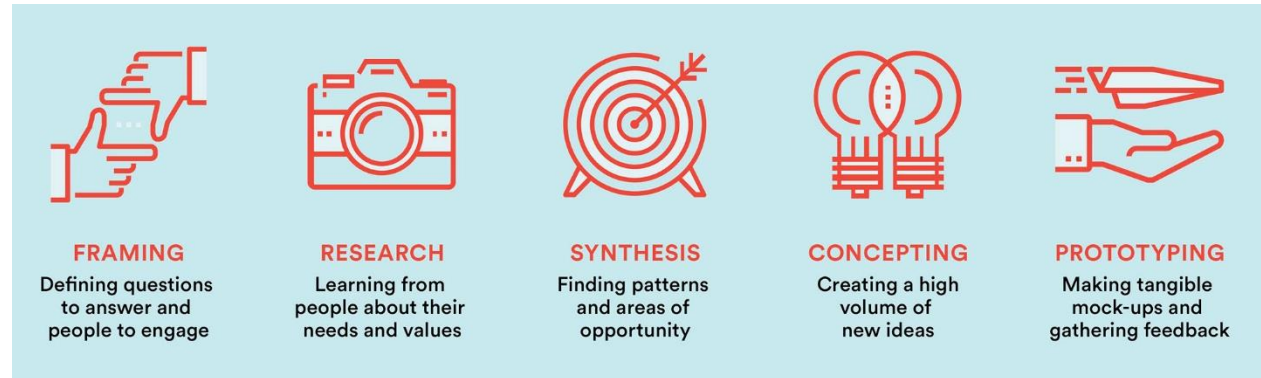 FRAMING
Defining questions
to answer and
people to engage
RESEARCH
Learning from
people about their
needs and values
SYNTHESIS
Finding patterns
and areas of
opportunity
CONCEPTING
Creating a high
volume of
new ideas
PROTOTYPING
Making tangible
mock-ups and
gathering feedback